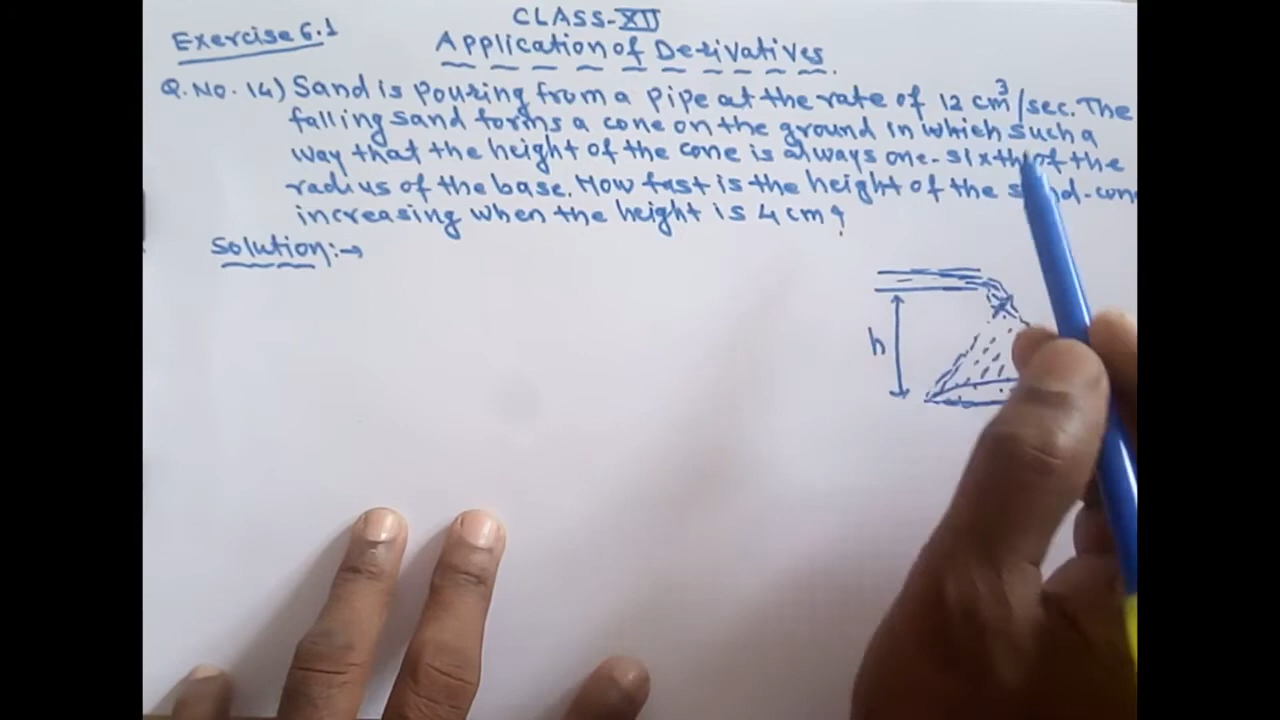 CLASS-XII
Exercise 6.1
Application of Derivatives
Q.No. 14) Sand is pouring from a pipe at the rate of 12 cm³/sec. The
falling sand forms a cone on the ground in which such a
way that the height of the cone is always one-sixth of the
radius of the base. How fast is the height of the
increasing when the height is 4 cm?
Solution:→
h